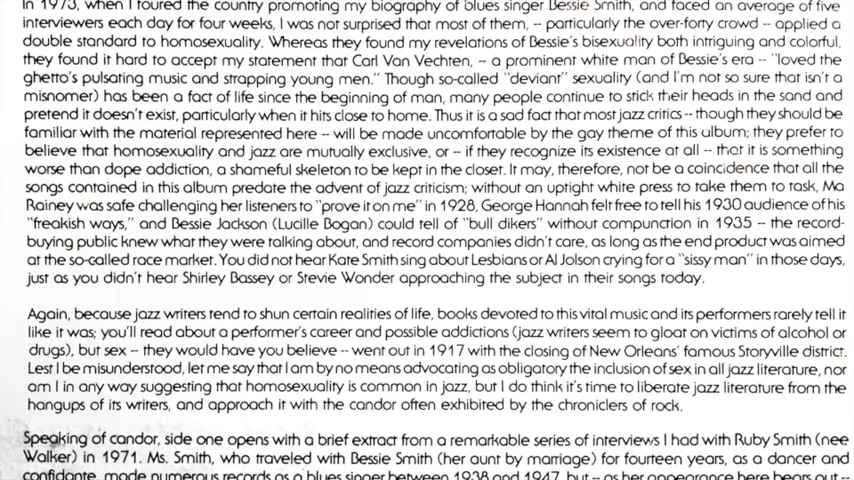 In 1973, when I toured the country promoting my biography of blues singer Bessie Smith, and faced an average of five
interviewers each day for four weeks, I was not surprised that most of them, -- particularly the over-forty crowd -- applied a
double standard to homosexuality. Whereas they found my revelations of Bessie's bisexuality both intriguing and colorful,
they found it hard to accept my statement that Carl Van Vechten, -- a prominent white man of Bessie's era -- "loved the
ghetto's pulsating music and strapping young men." Though so-called "deviant" sexuality (and I'm not so sure that isn't a
misnomer) has been a fact of life since the beginning of man, many people continue to stick their heads in the sand and
pretend it doesn't exist, particularly when it hits close to home. Thus it is a sad fact that most jazz critics -- though they should be
familiar with the material represented here -- will be made uncomfortable by the gay theme of this album; they prefer to
believe that homosexuality and jazz are mutually exclusive, or -- if they recognize its existence at all -- that it is something
worse than dope addiction, a shameful skeleton to be kept in the closet. It may, therefore, not be a coincidence that all the
songs contained in this album predate the advent of jazz criticism; without an uptight white press to take them to task, Ma
Rainey was safe challenging her listeners to "prove it on me" in 1928, George Hannah felt free to tell his 1930 audience of his
"freakish ways," and Bessie Jackson (Lucille Bogan) could tell of "bull dikers" without compunction in 1935 -- the record-
buying public knew what they were talking about, and record companies didn't care, as long as the end product was aimed
at the so-called race market. You did not hear Kate Smith sing about Lesbians or Al Jolson crying for a "sissy man" in those days,
just as you didn't hear Shirley Bassey or Stevie Wonder approaching the subject in their songs today.
Again, because jazz writers tend to shun certain realities of life, books devoted to this vital music and its performers rarely tell it
like it was; you'll read about a performer's career and possible addictions (jazz writers seem to gloat on victims of alcohol or
drugs), but sex -- they would have you believe -- went out in 1917 with the closing of New Orleans' famous Storyville district.
Lest I be misunderstood, let me say that I am by no means advocating as obligatory the inclusion of sex in all jazz literature, nor
am I in any way suggesting that homosexuality is common in jazz, but I do think it's time to liberate jazz literature from the
hangups of its writers, and approach it with the candor often exhibited by the chroniclers of rock.
Speaking of candor, side one opens with a brief extract from a remarkable series of interviews I had with Ruby Smith (nee
Walker) in 1971. Ms. Smith, who traveled with Bessie Smith (her aunt by marriage) for fourteen years, as a dancer and
confidante, made numerous records as a blues singer between 1938 and 1947, but -- as her appearance here bears out --